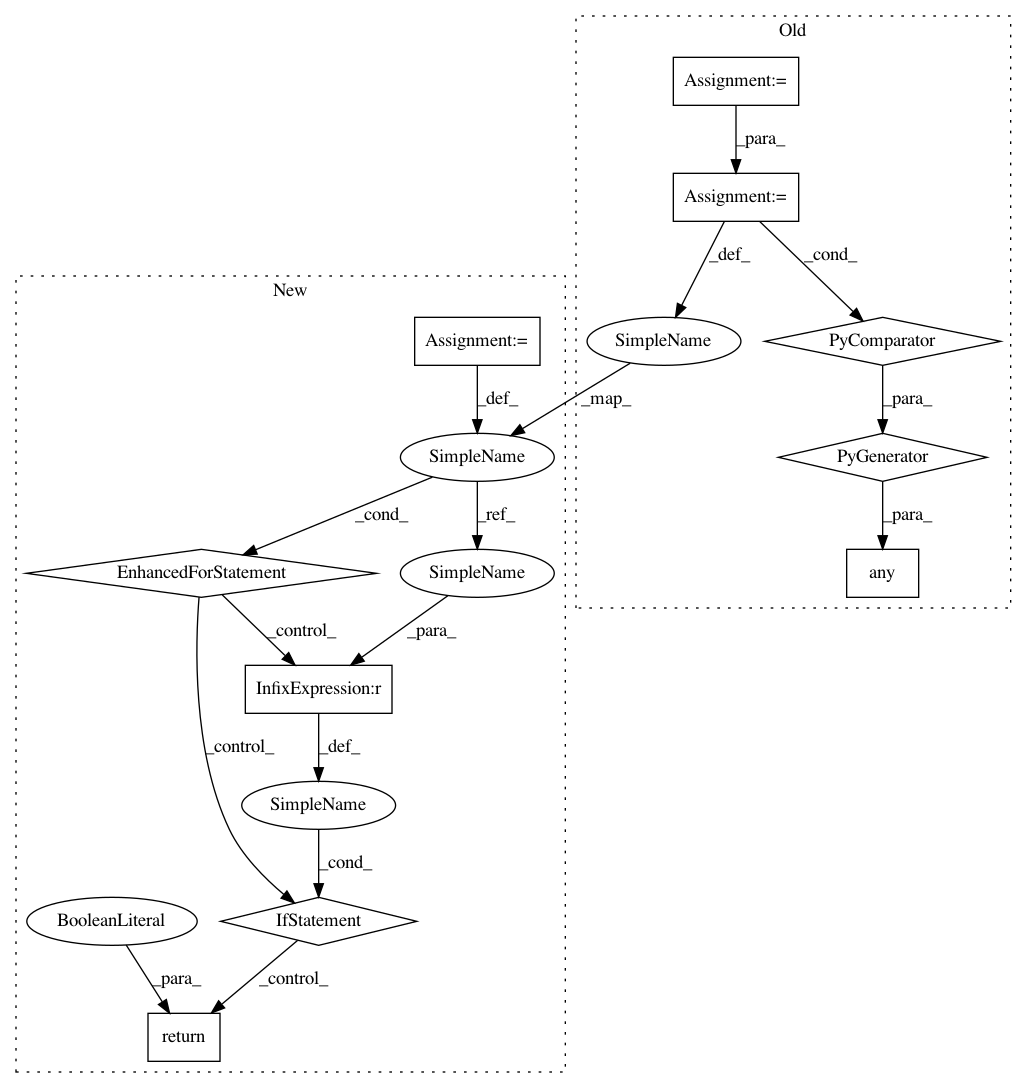 Old
Assignment:=
_para_
Assignment:=
_def_
_cond_
New
Assignment:=
SimpleName
PyComparator
_def_
_map_
_para_
SimpleName
PyGenerator
_cond_
_ref_
_para_
EnhancedForStatement
SimpleName
any
_control_
_para_
InfixExpression:r
_control_
_def_
SimpleName
_cond_
BooleanLiteral
IfStatement
_para_
_control_
return